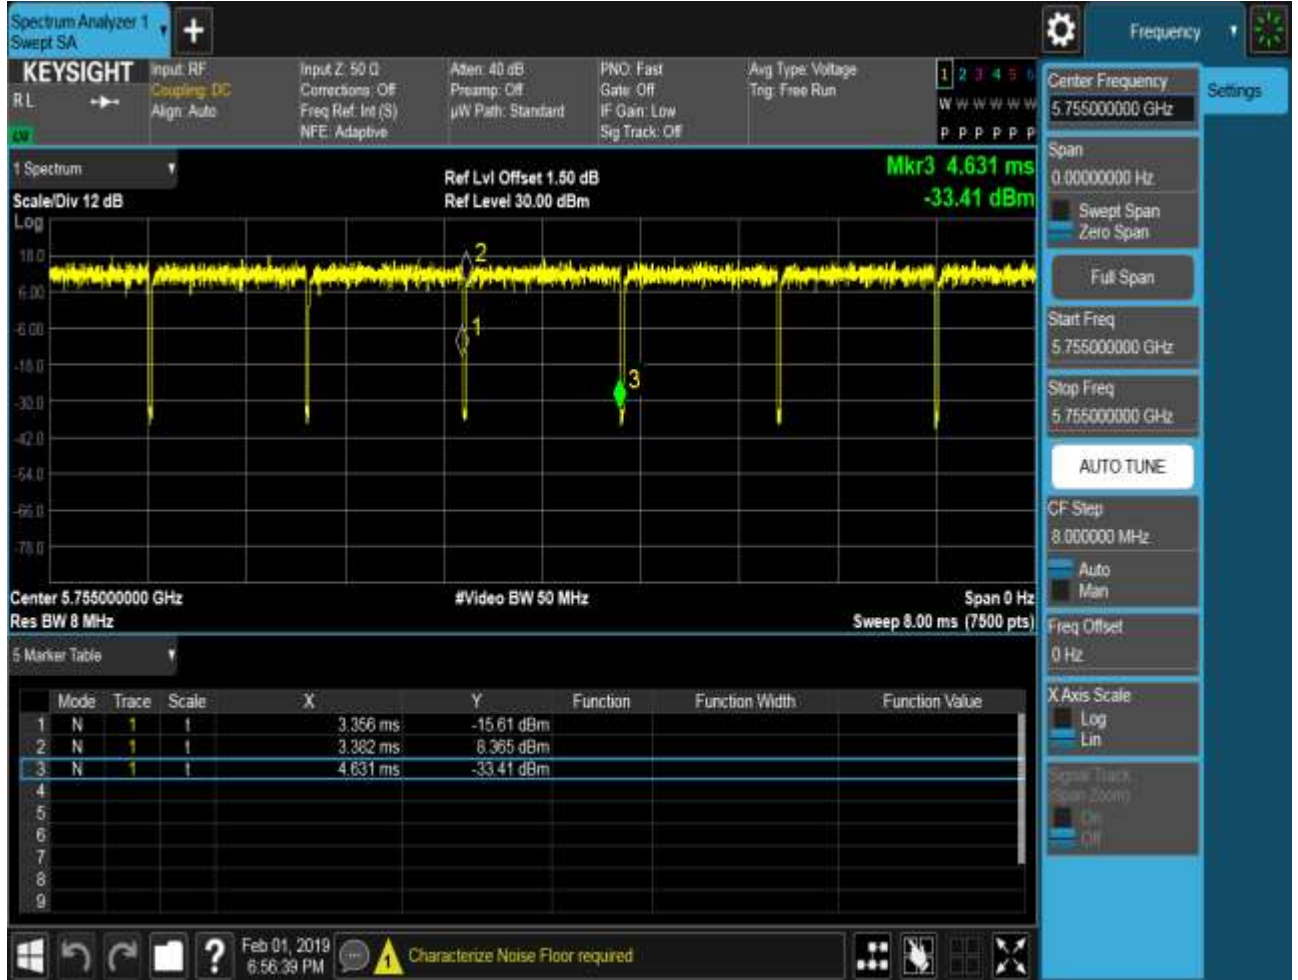 Spectrum Analyzer 1
Swept SA
+
Frequency
KEYSIGHT
RL
Input: RF
Coupling: DC
Align: Auto
Input Z: 50 Ω
Corrections: Off
Freq Ref: Int (S)
NFE: Adaptive
Atten: 40 dB
Preamp: Off
µW Path: Standard
PNO: Fast
Gate: Off
IF Gain: Low
Sig Track: Off
Avg Type: Voltage
Trig: Free Run
1 2 3 4 5 6
W W W W W W
P P P P P P
1 Spectrum
Scale/Div 12 dB
Log
Ref Lvl Offset 1.50 dB
Ref Level 30.00 dBm
Mkr3 4.631 ms
-33.41 dBm
18.0
6.00
-6.00
-18.0
-30.0
-42.0
-54.0
-66.0
-78.0
2
1
3
Center 5.755000000 GHz
Res BW 8 MHz
#Video BW 50 MHz
Span 0 Hz
Sweep 8.00 ms (7500 pts)
5 Marker Table
Mode Trace Scale X Y Function Function Width Function Value
1 N 1 t 3.356 ms -15.61 dBm
2 N 1 t 3.382 ms 8.365 dBm
3 N 1 t 4.631 ms -33.41 dBm
4
5
6
7
8
9
Center Frequency
5.755000000 GHz
Settings
Span
0.00000000 Hz
Swept Span
Zero Span
Full Span
Start Freq
5.755000000 GHz
Stop Freq
5.755000000 GHz
AUTO TUNE
CF Step
8.000000 MHz
Auto
Man
Freq Offset
0 Hz
X Axis Scale
Log
Lin
Signal Track
(Span Zoom)
On
Off
?
Feb 01, 2019
6:56:39 PM
1
Characterize Noise Floor required